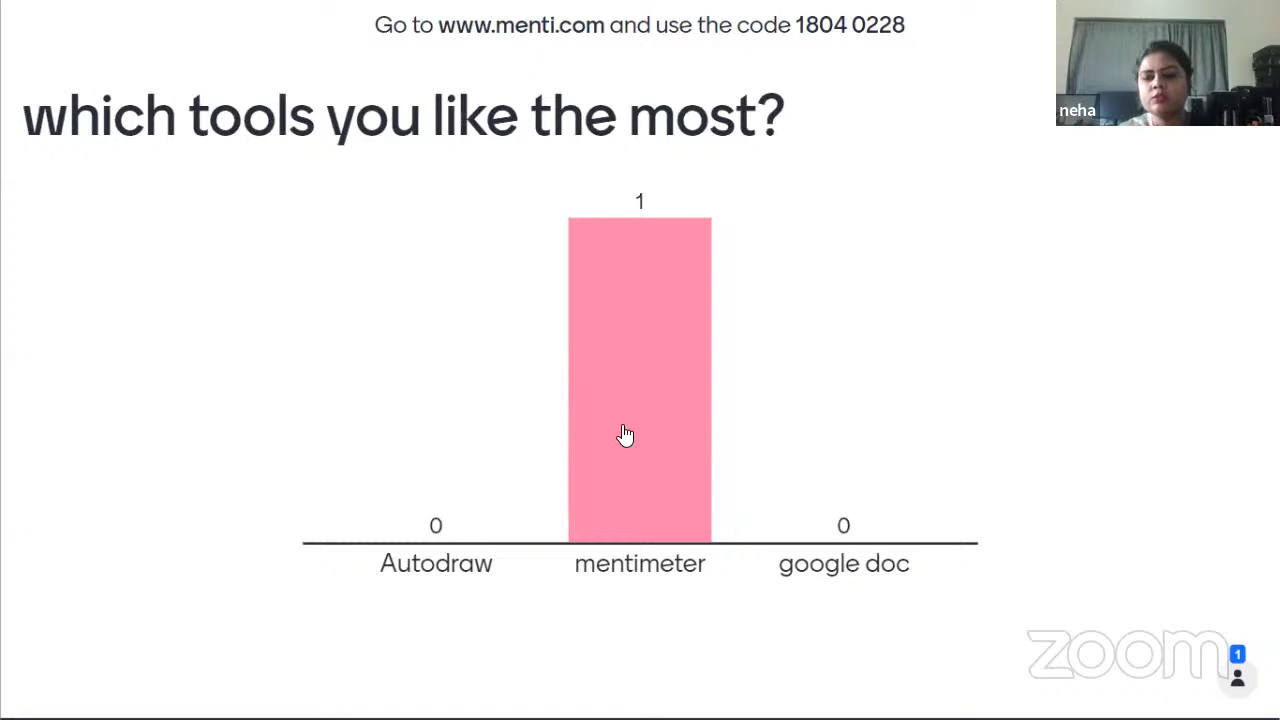 Go to www.menti.com and use the code 1804 0228
neha
which tools you like the most?
1
0
0
Autodraw
mentimeter
google doc
zoom
1